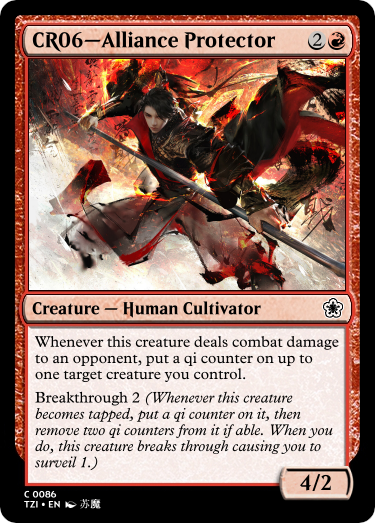 CR06—Alliance Protector 2
Creature — Human Cultivator
Whenever this creature deals combat damage
to an opponent, put a qi counter on up to
one target creature you control.
Breakthrough 2 (Whenever this creature
becomes tapped, put a qi counter on it, then
remove two qi counters from it if able. When you
do, this creature breaks through causing you to
surveil 1.)
4/2
C 0086
TZI • EN 苏魔